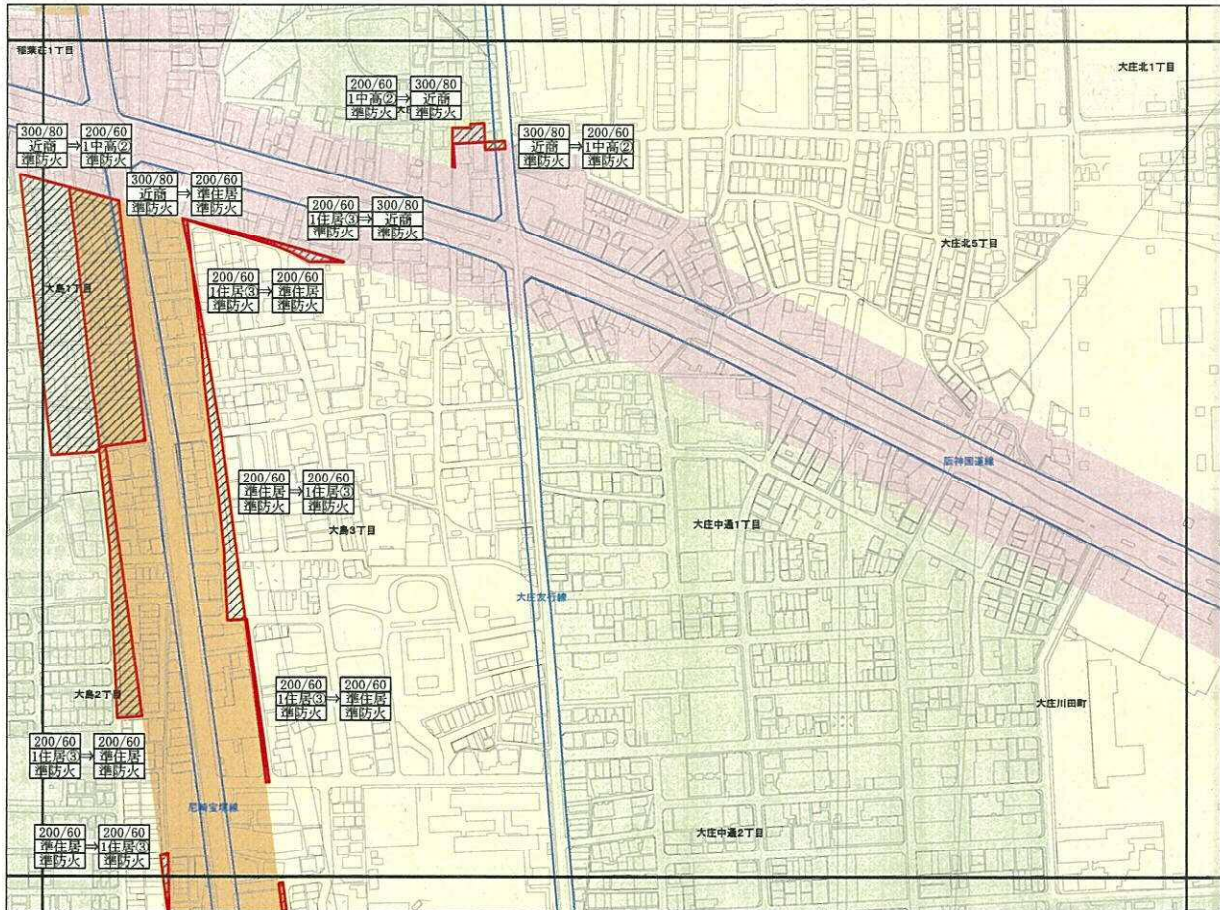 稲葉荘1丁目
大庄北1丁目
200/60 300/80
1中高② ⇒ 近商
準防火 準防火
300/80 200/60
近商 ⇒ 1中高②
準防火 準防火
300/80 200/60
近商 ⇒ 1中高②
準防火 準防火
300/80 200/60
近商 ⇒ 準住居
準防火 準防火
200/60 300/80
1住居③ ⇒ 近商
準防火 準防火
大庄北5丁目
200/60 200/60
1住居③ ⇒ 準住居
準防火 準防火
大島1丁目
阪神国道線
200/60 200/60
準住居 ⇒ 1住居③
準防火 準防火
大島3丁目
大庄中通1丁目
大庄友行線
200/60 200/60
1住居③ ⇒ 準住居
準防火 準防火
大島2丁目
大庄川田町
200/60 200/60
1住居③ ⇒ 準住居
準防火 準防火
尼崎宝塚線
200/60 200/60
準住居 ⇒ 1住居③
準防火 準防火
大庄中通2丁目